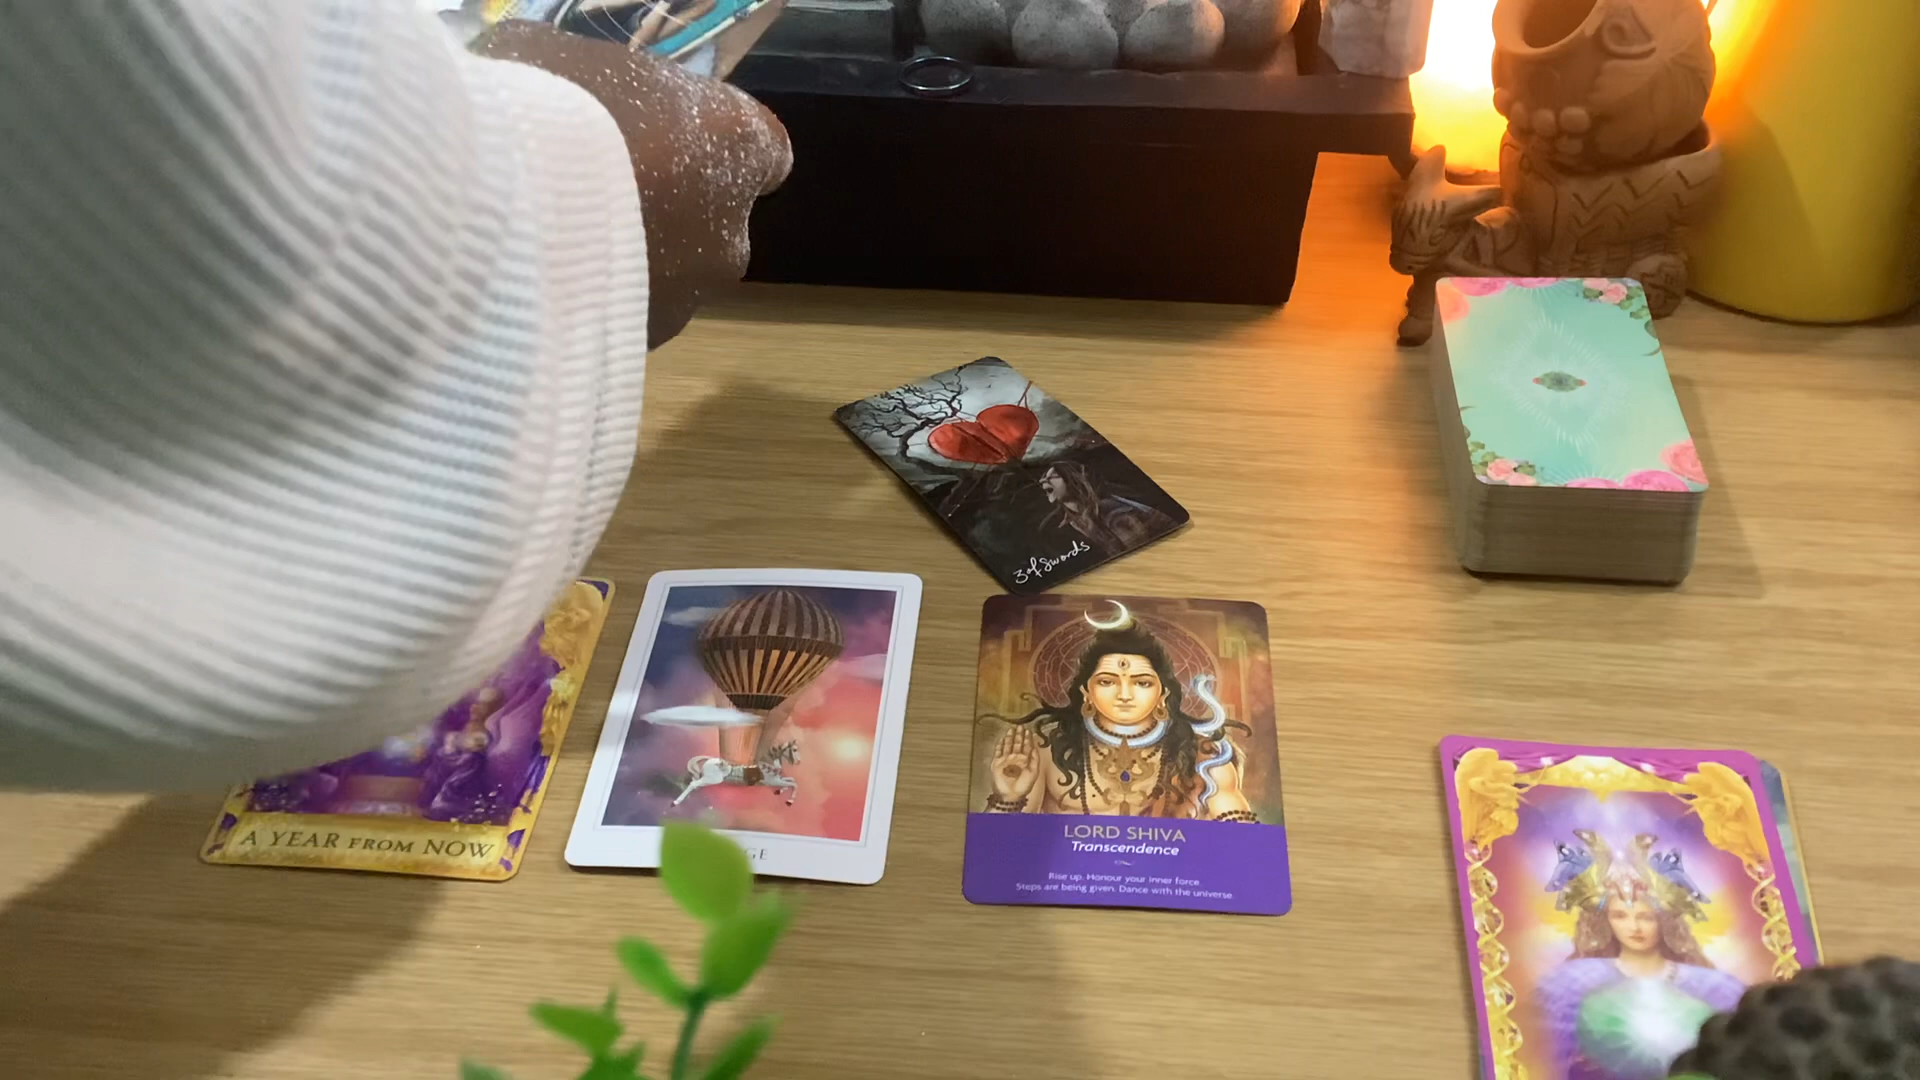 3 of Swords
A YEAR FROM NOW
LORD SHIVA
Transcendence
Rise up. Honour your inner force.
Steps are being given. Dance with the universe.